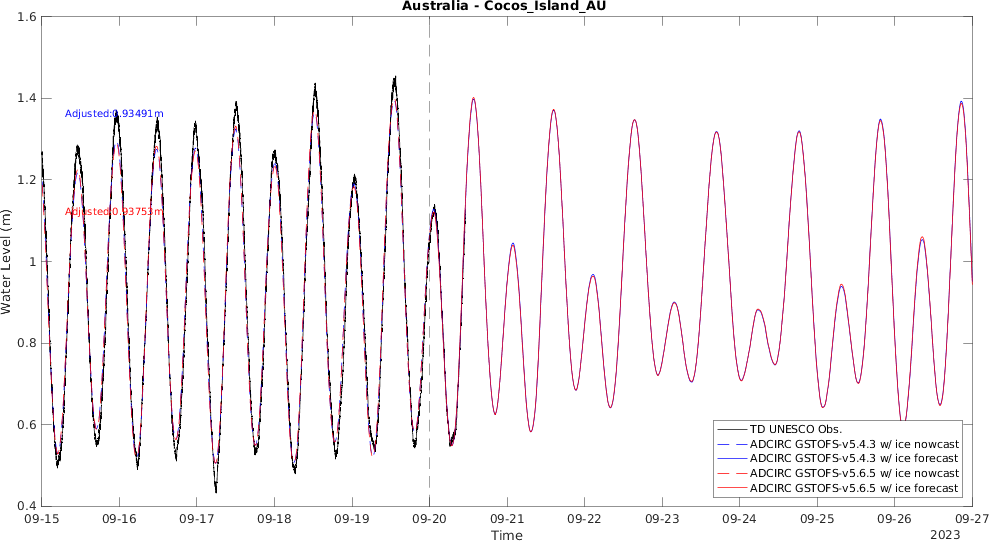 Australia - Cocos_Island_AU
1.6
1.4
1.2
1
0.8
0.6
0.4
Water Level (m)
Adjusted:0.93491m
Adjusted:0.93753m
TD UNESCO Obs.
ADCIRC GSTOFS-v5.4.3 w/ ice nowcast
ADCIRC GSTOFS-v5.4.3 w/ ice forecast
ADCIRC GSTOFS-v5.6.5 w/ ice nowcast
ADCIRC GSTOFS-v5.6.5 w/ ice forecast
09-15 09-16 09-17 09-18 09-19 09-20 09-21 09-22 09-23 09-24 09-25 09-26 09-27
Time
2023